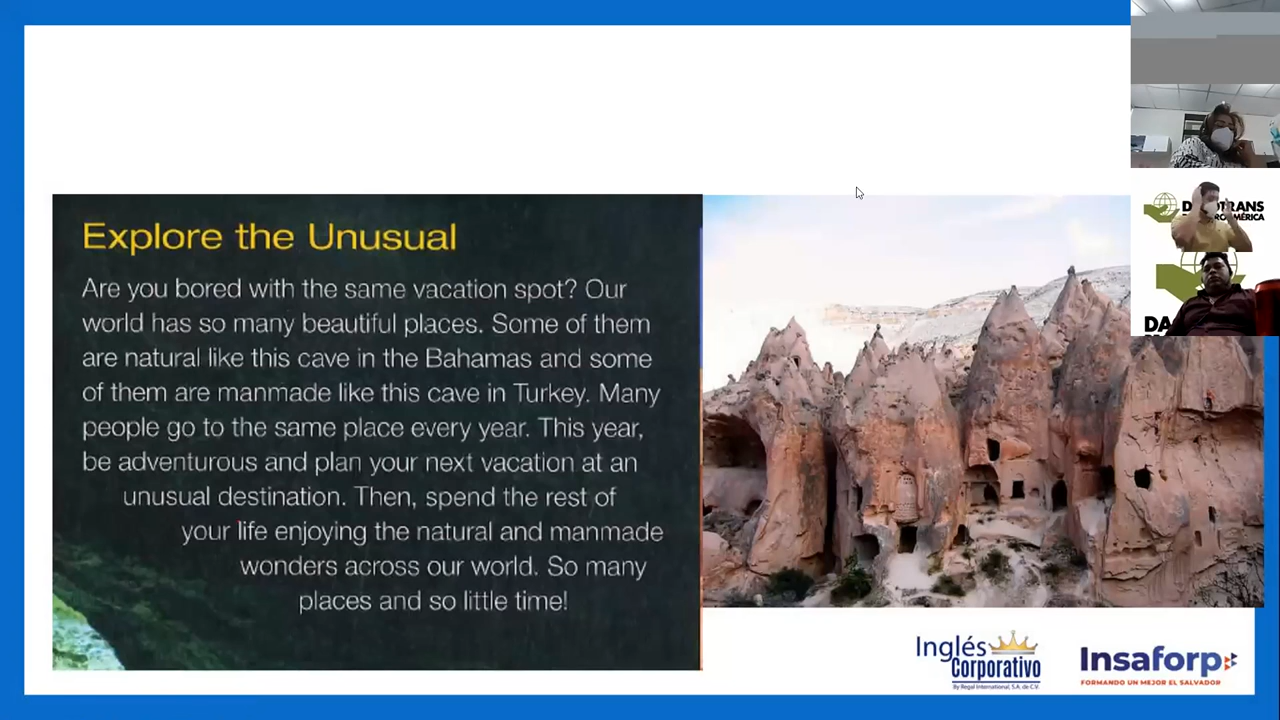 Explore the Unusual
Are you bored with the same vacation spot? Our
world has so many beautiful places. Some of them
are natural like this cave in the Bahamas and some
of them are manmade like this cave in Turkey. Many
people go to the same place every year. This year,
be adventurous and plan your next vacation at an
unusual destination. Then, spend the rest of
your life enjoying the natural and manmade
wonders across our world. So many
places and so little time!
Inglés
Corporativo
By Regal International, S.A. de C.V.
Insaforp
FORMANDO UN MEJOR EL SALVADOR